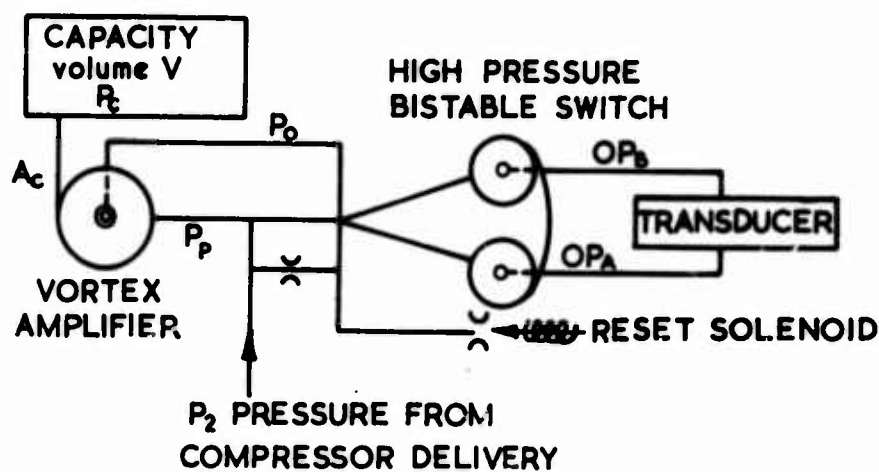 CAPACITY
volume V
Pc
HIGH PRESSURE
BISTABLE SWITCH
Po
Ac
OPB
TRANSDUCER
Pp
OPA
VORTEX
AMPLIFIER
RESET SOLENOID
P2 PRESSURE FROM
COMPRESSOR DELIVERY